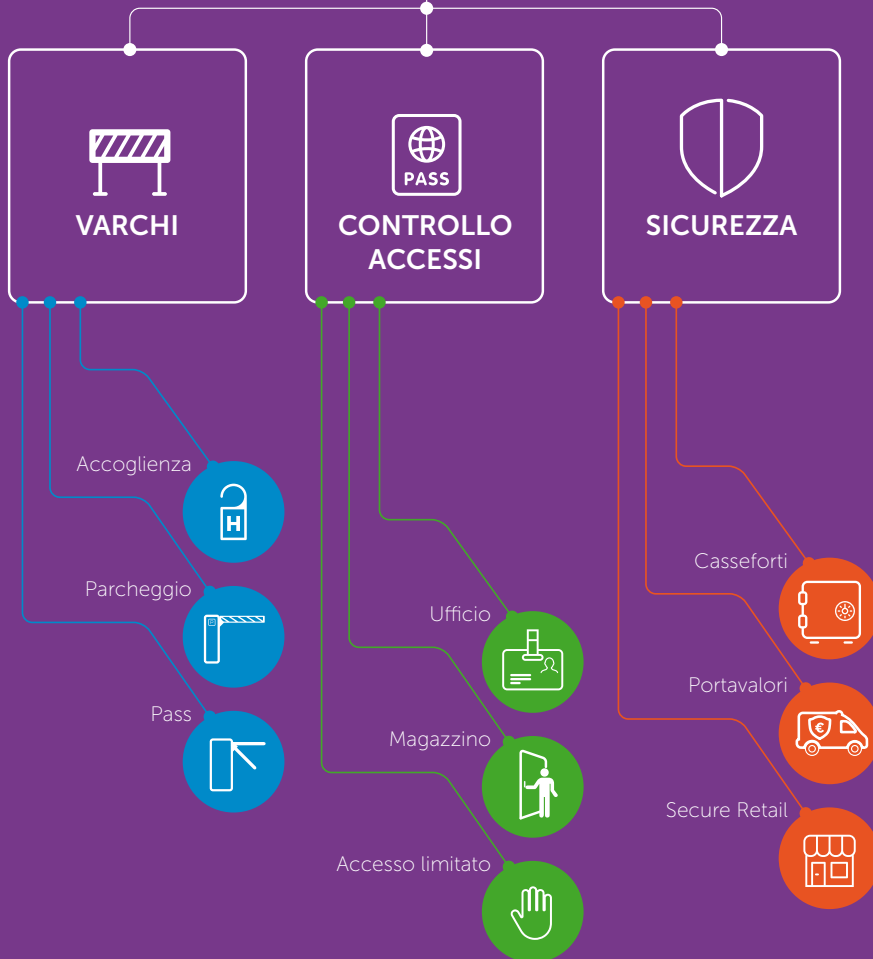 VARCHI
PASS
CONTROLLO
ACCESSI
SICUREZZA
Accoglienza
H
Parcheggio
P
Pass
Ufficio
Magazzino
Accesso limitato
Casseforti
Portavalori
€
Secure Retail